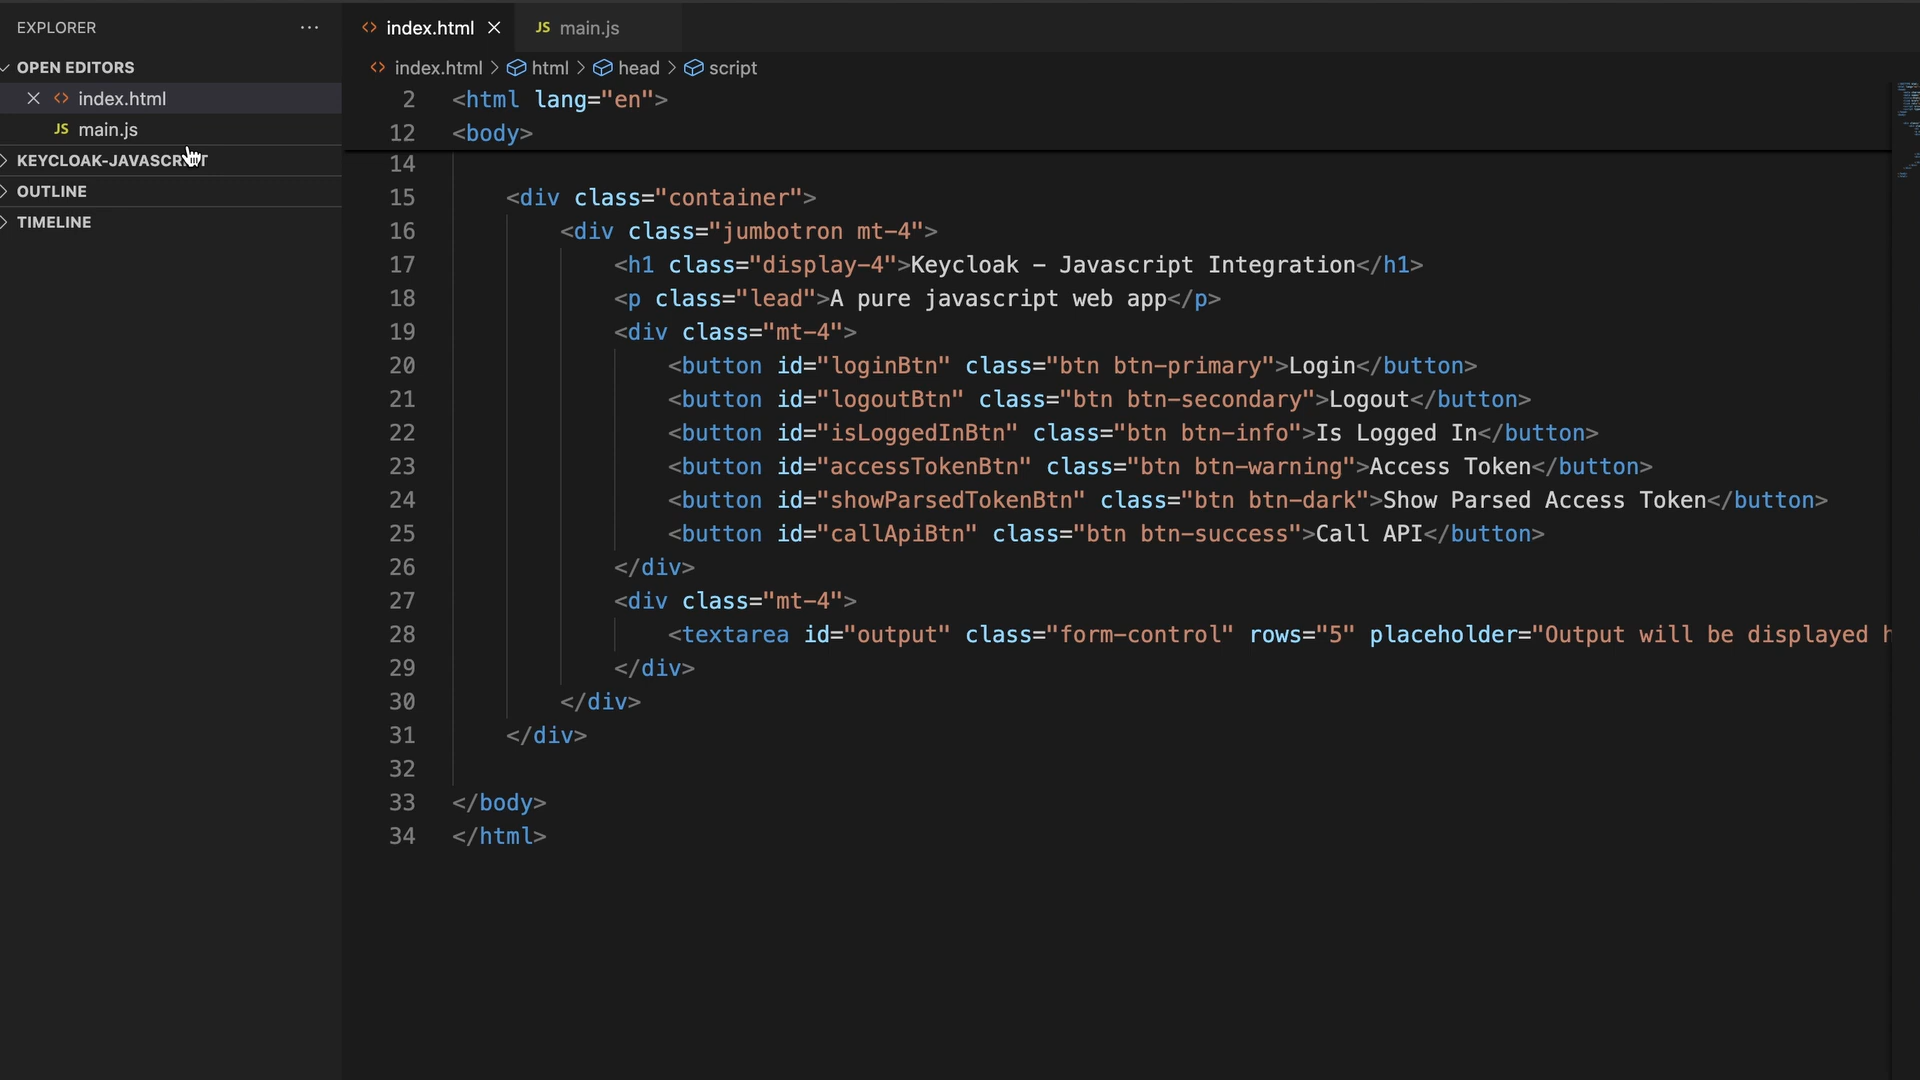 EXPLORER
OPEN EDITORS
index.html
JS main.js
KEYCLOAK-JAVASCRIPT
OUTLINE
TIMELINE
index.html
JS main.js
index.html > html > head > script
2 <html lang="en">
12 <body>
14
15 <div class="container">
16 <div class="jumbotron mt-4">
17 <h1 class="display-4">Keycloak - Javascript Integration</h1>
18 <p class="lead">A pure javascript web app</p>
19 <div class="mt-4">
20 <button id="loginBtn" class="btn btn-primary">Login</button>
21 <button id="logoutBtn" class="btn btn-secondary">Logout</button>
22 <button id="isLoggedInBtn" class="btn btn-info">Is Logged In</button>
23 <button id="accessTokenBtn" class="btn btn-warning">Access Token</button>
24 <button id="showParsedTokenBtn" class="btn btn-dark">Show Parsed Access Token</button>
25 <button id="callApiBtn" class="btn btn-success">Call API</button>
26 </div>
27 <div class="mt-4">
28 <textarea id="output" class="form-control" rows="5" placeholder="Output will be displayed h
29 </div>
30 </div>
31 </div>
32
33 </body>
34 </html>